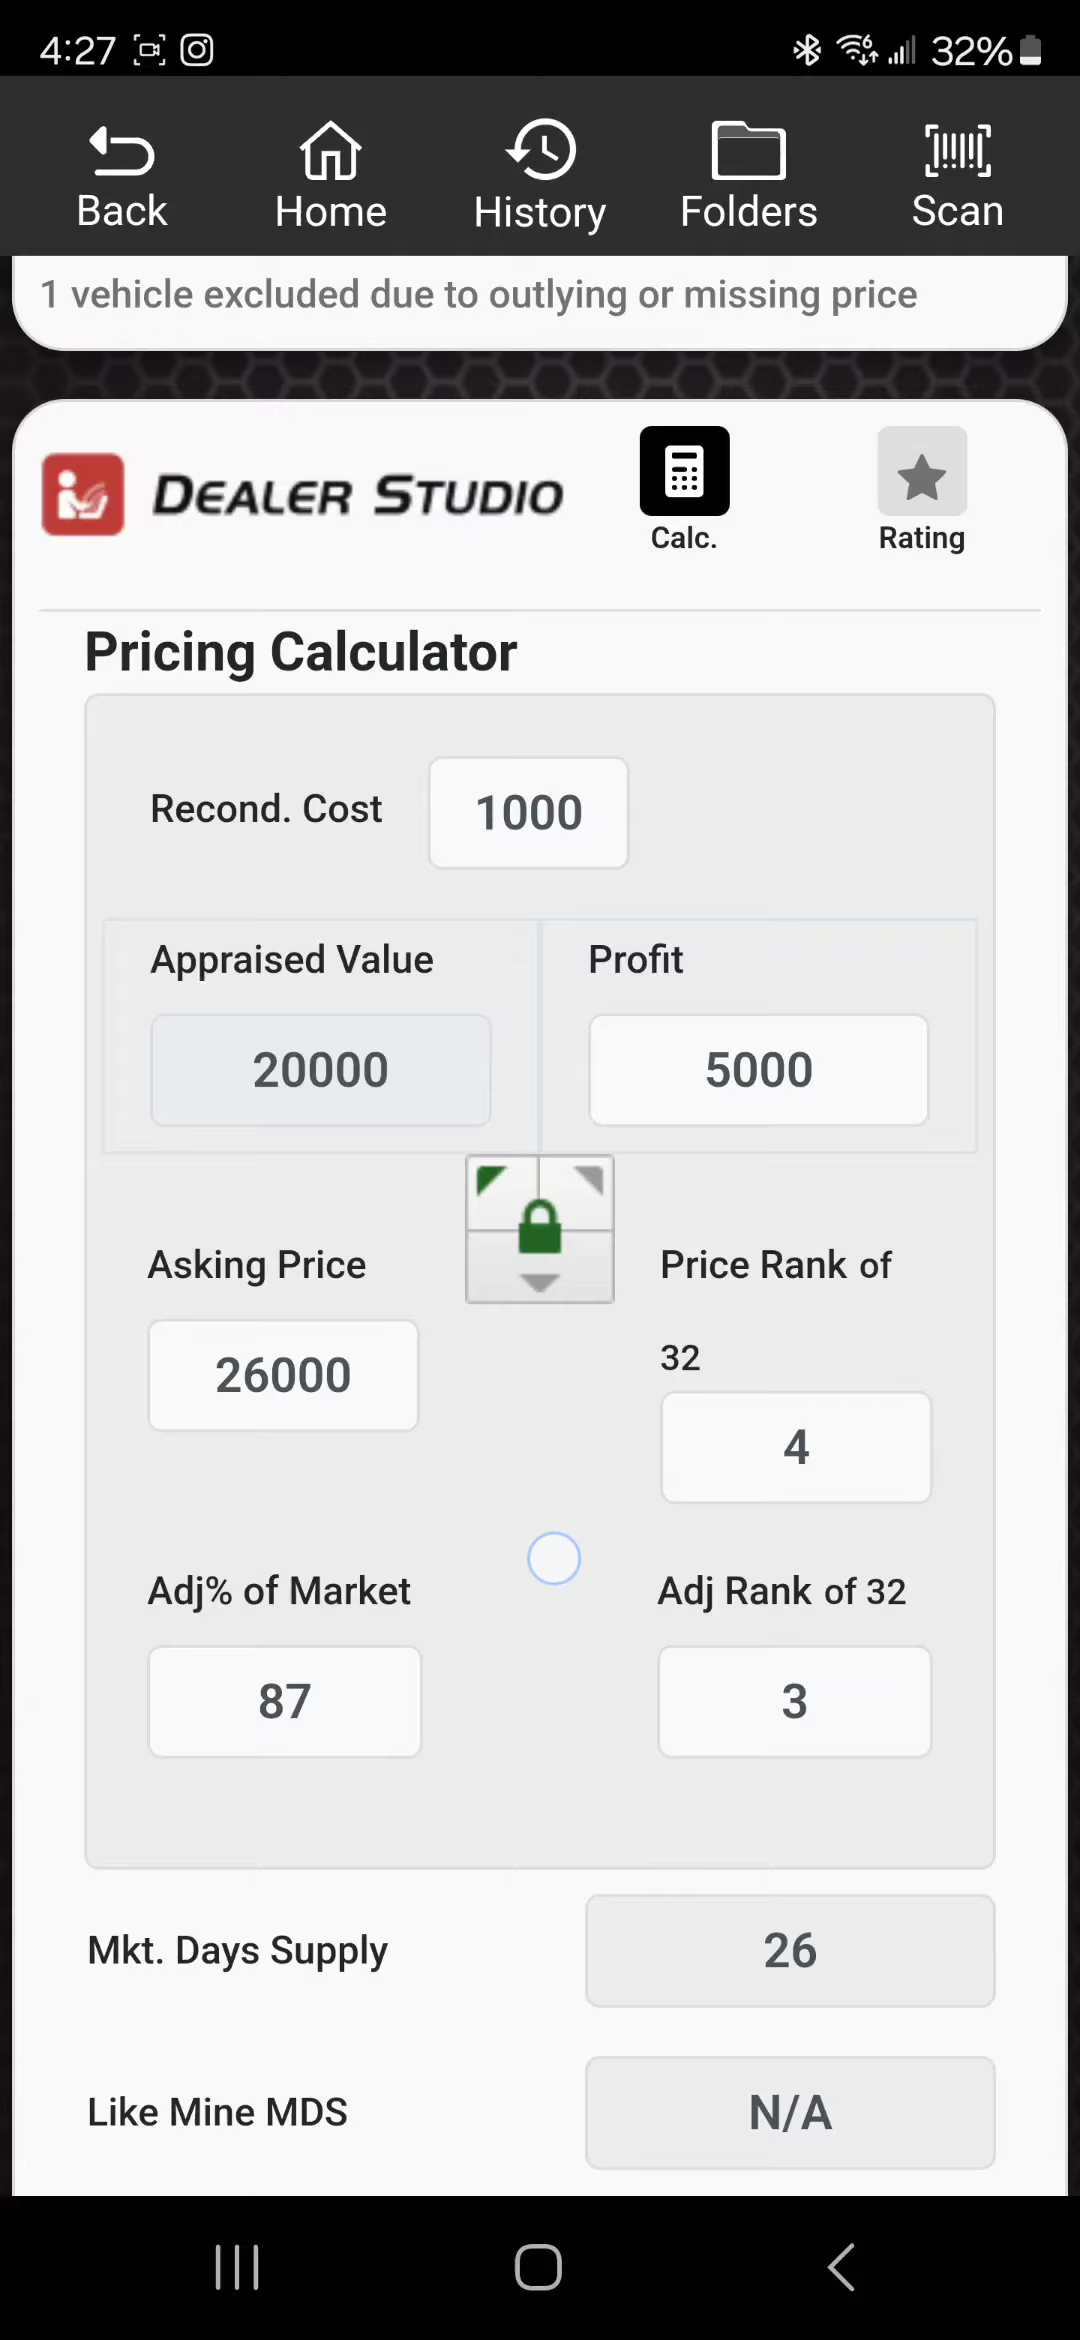 4:27 32%
Back Home History Folders Scan
1 vehicle excluded due to outlying or missing price
DEALER STUDIO
Calc. Rating
Pricing Calculator
Recond. Cost 1000
Appraised Value Profit
20000 5000
Asking Price Price Rank of
32
26000
4
Adj% of Market Adj Rank of 32
87 3
Mkt. Days Supply 26
Like Mine MDS N/A